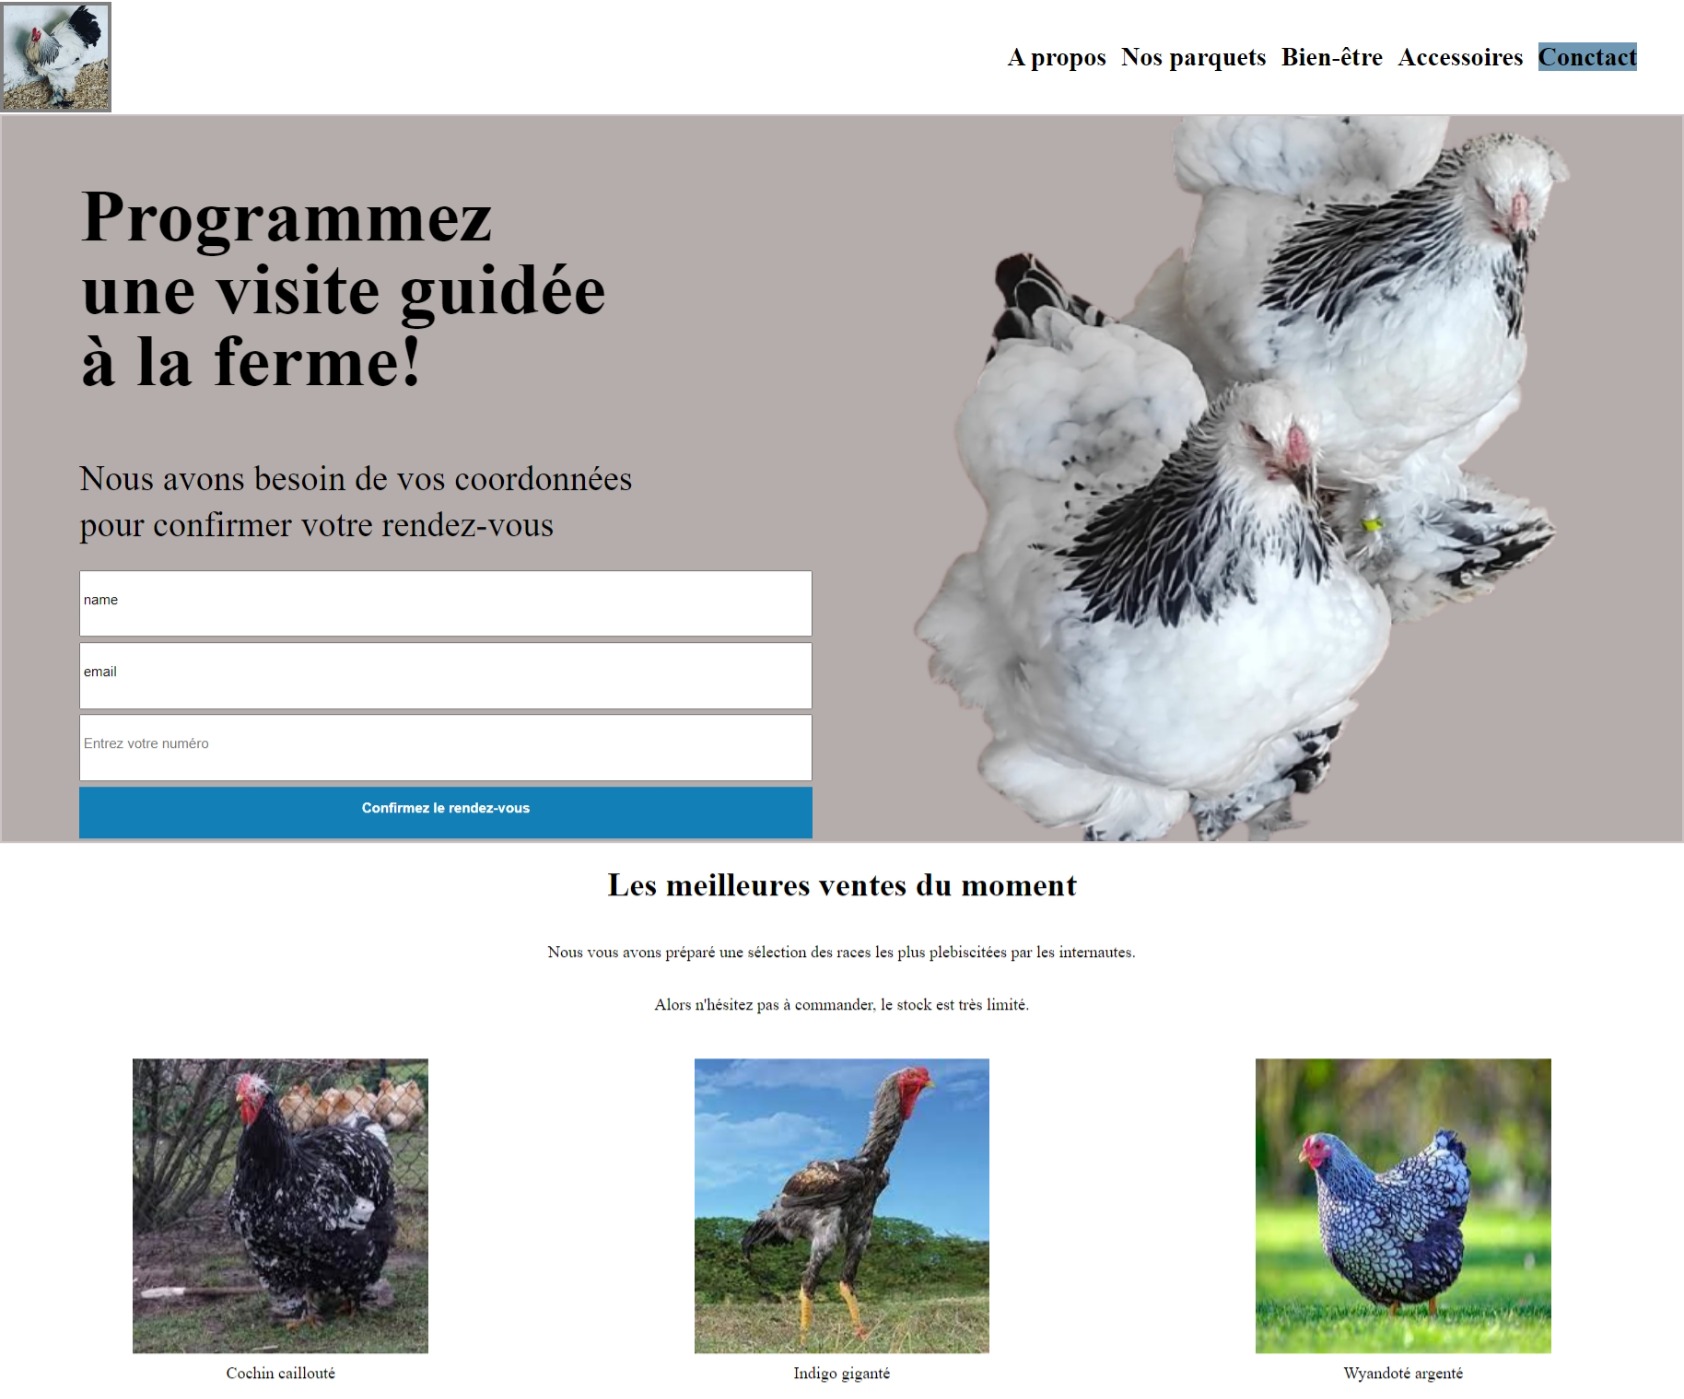 A propos Nos parquets Bien-être Accessoires Conctact
Programmez
une visite guidée
à la ferme!
Nous avons besoin de vos coordonnées
pour confirmer votre rendez-vous
name
email
Entrez votre numéro
Confirmez le rendez-vous
Les meilleures ventes du moment
Nous vous avons préparé une sélection des races les plus plebiscitées par les internautes.
Alors n'hésitez pas à commander, le stock est très limité.
Cochin caillouté
Indigo giganté
Wyandoté argenté